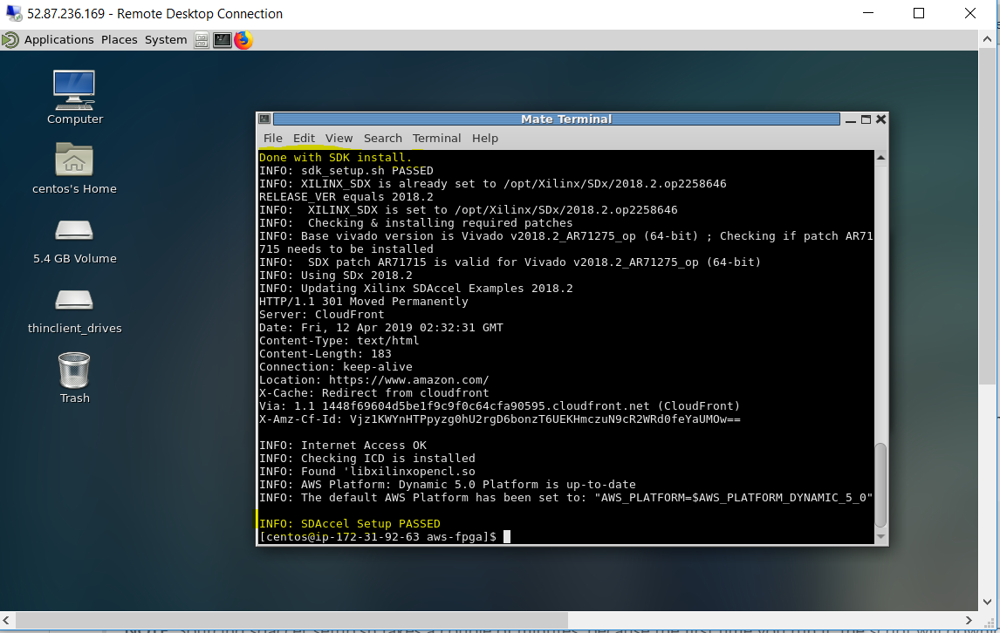 52.87.236.169 - Remote Desktop Connection
Applications Places System
Computer
centos's Home
5.4 GB Volume
thinclient_drives
Trash
Mate Terminal
File Edit View Search Terminal Help
Done with SDK install.
INFO: sdk_setup.sh PASSED
INFO: XILINX_SDX is already set to /opt/Xilinx/SDx/2018.2.op2258646
RELEASE_VER equals 2018.2
INFO:  XILINX_SDX is set to /opt/Xilinx/SDx/2018.2.op2258646
INFO:  Checking & installing required patches
INFO: Base vivado version is Vivado v2018.2_AR71275_op (64-bit) ; Checking if patch AR71
715 needs to be installed
INFO:  SDX patch AR71715 is valid for Vivado v2018.2_AR71275_op (64-bit)
INFO: Using SDx 2018.2
INFO: Updating Xilinx SDAccel Examples 2018.2
HTTP/1.1 301 Moved Permanently
Server: CloudFront
Date: Fri, 12 Apr 2019 02:32:31 GMT
Content-Type: text/html
Content-Length: 183
Connection: keep-alive
Location: https://www.amazon.com/
X-Cache: Redirect from cloudfront
Via: 1.1 1448f69604d5be1f9c9f0c64cfa90595.cloudfront.net (CloudFront)
X-Amz-Cf-Id: Vjz1KWYnHTPpyzg0hU2rgD6bonzT6UEKHmczuN9cR2WRd0feYaUMOw==
INFO: Internet Access OK
INFO: Checking ICD is installed
INFO: Found 'libxilinxopencl.so
INFO: AWS Platform: Dynamic 5.0 Platform is up-to-date
INFO: The default AWS Platform has been set to: "AWS_PLATFORM=$AWS_PLATFORM_DYNAMIC_5_0"
INFO: SDAccel Setup PASSED
[centos@ip-172-31-92-63 aws-fpga]$